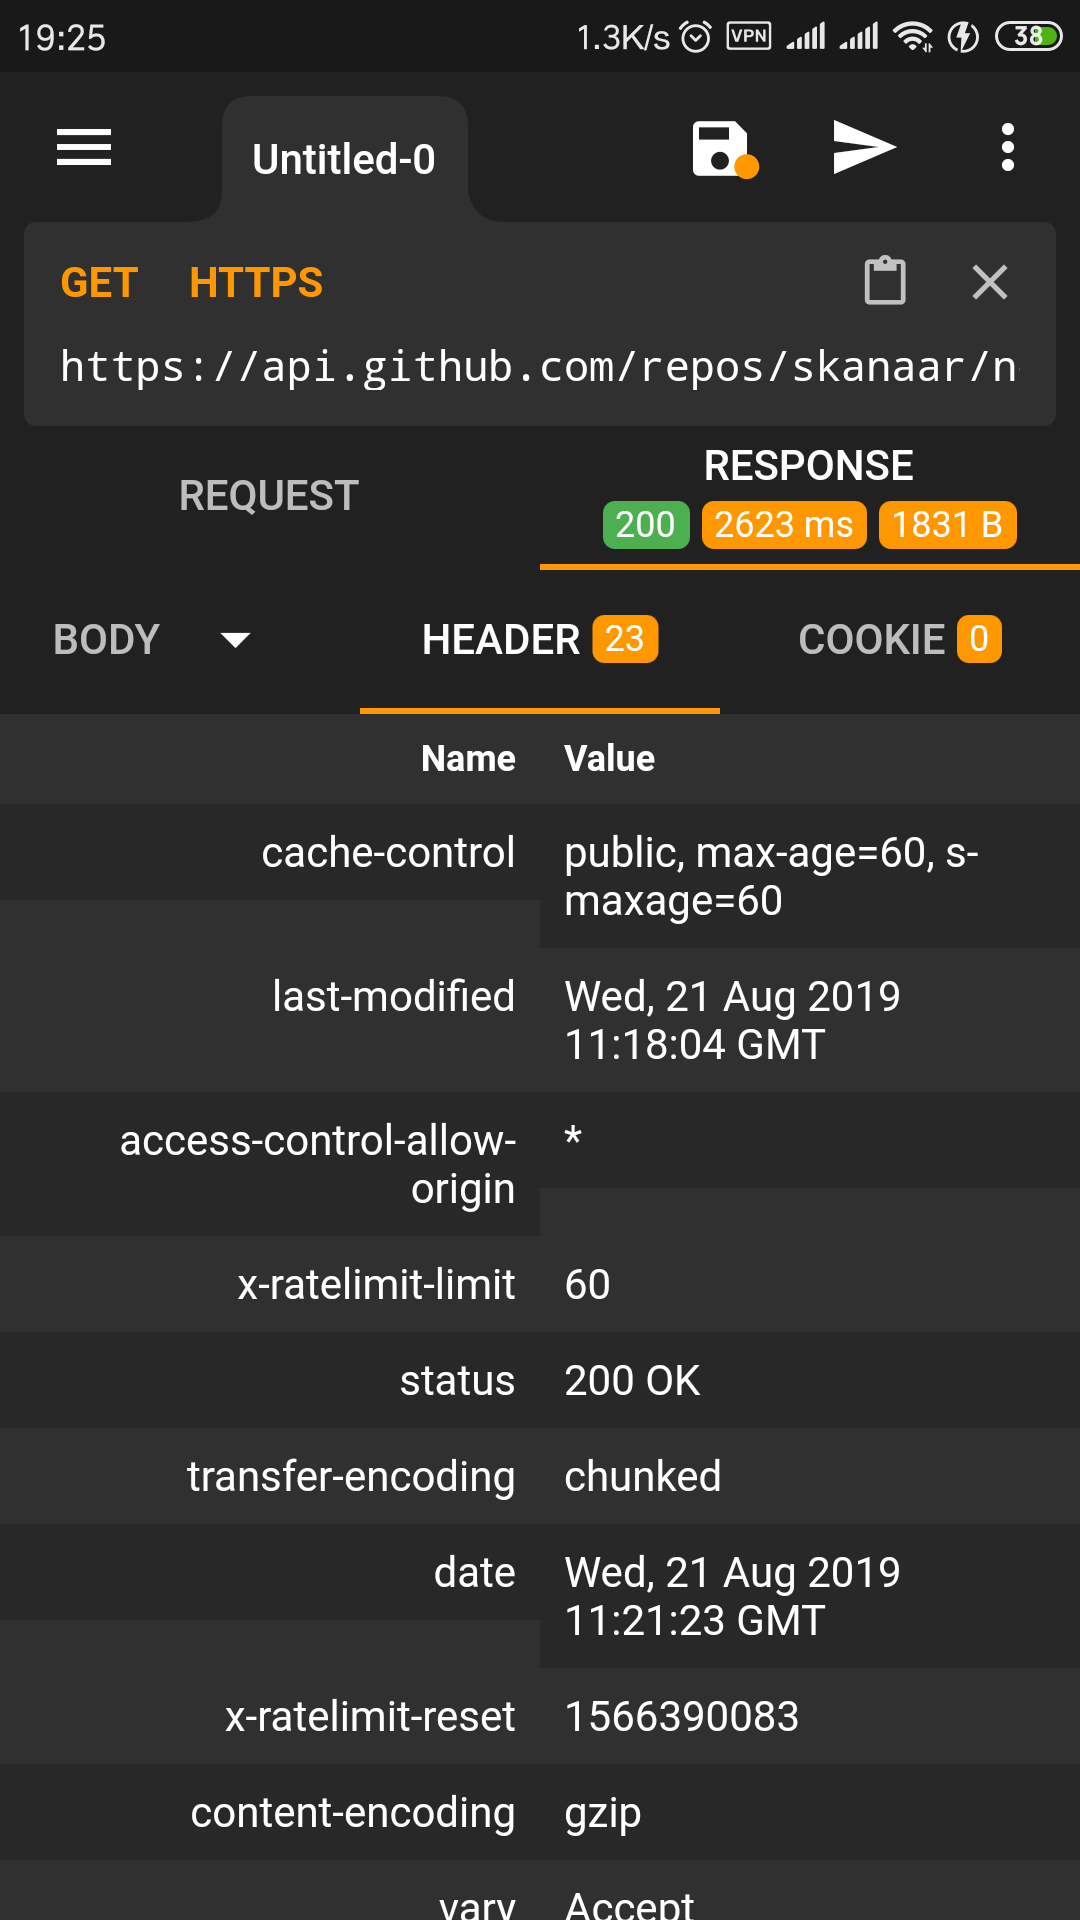 19:25 1.3K/s VPN 38
Untitled-0
GET HTTPS
https://api.github.com/repos/skanaar/n
REQUEST
RESPONSE
200 2623 ms 1831 B
BODY HEADER 23 COOKIE 0
Name Value
cache-control public, max-age=60, s-
maxage=60
last-modified Wed, 21 Aug 2019
11:18:04 GMT
access-control-allow- *
origin
x-ratelimit-limit 60
status 200 OK
transfer-encoding chunked
date Wed, 21 Aug 2019
11:21:23 GMT
x-ratelimit-reset 1566390083
content-encoding gzip
vary Accept